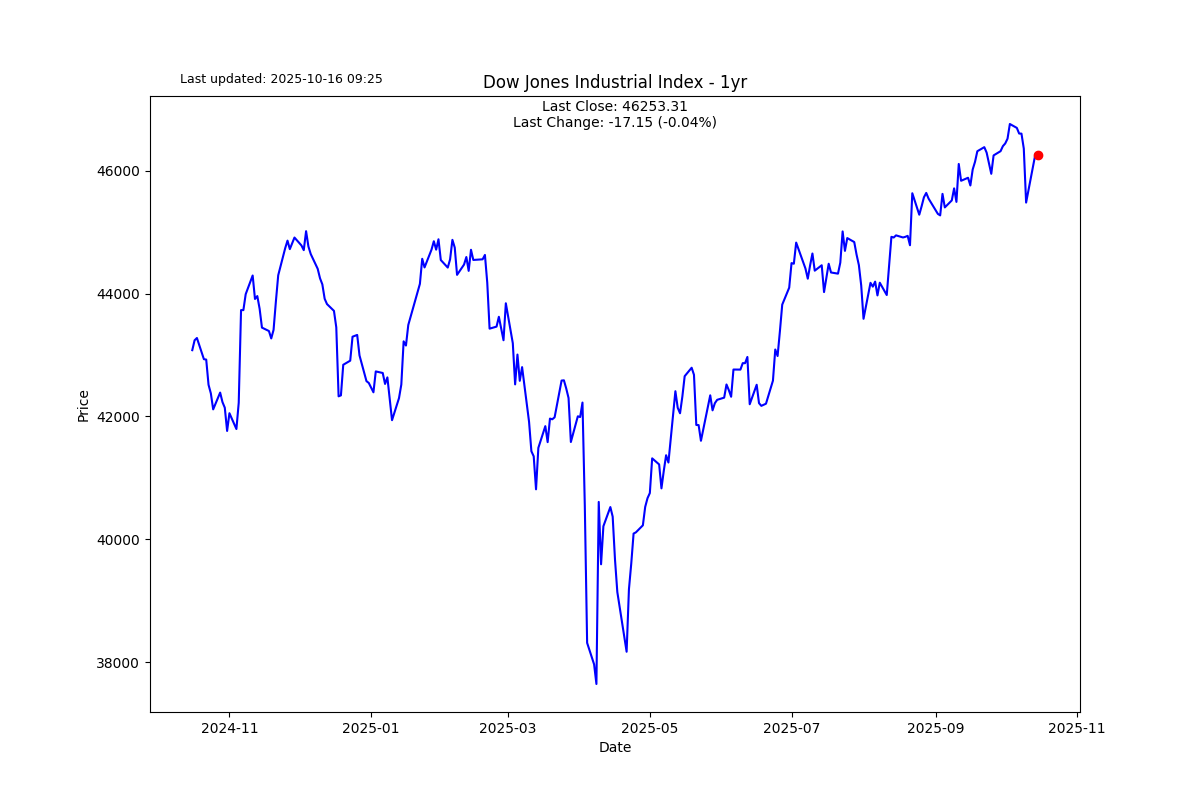 Last updated: 2025-10-16 09:25
Dow Jones Industrial Index - 1yr
Last Close: 46253.31
Last Change: -17.15 (-0.04%)
46000
44000
42000
40000
38000
Price
2024-11
2025-01
2025-03
2025-05
2025-07
2025-09
2025-11
Date